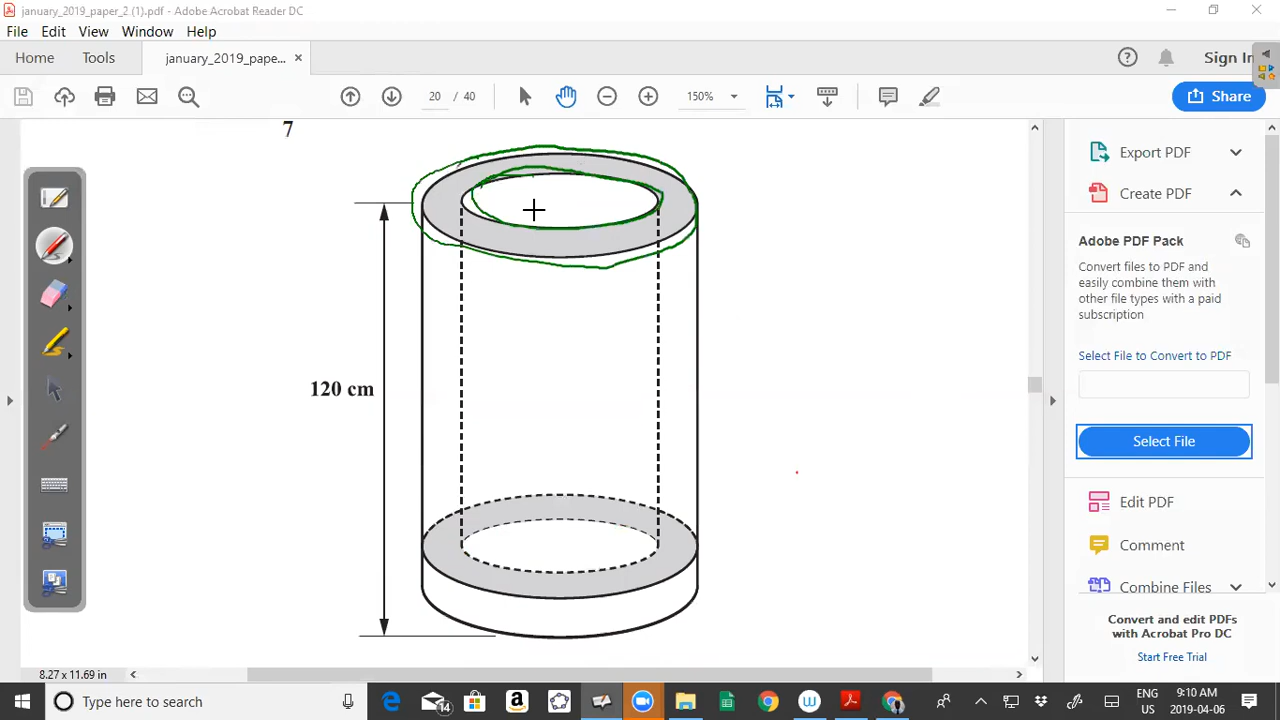 january_2019_paper_2 (1).pdf - Adobe Acrobat Reader DC
File Edit View Window Help
Home Tools january_2019_pape... × Sign In
20 / 40 150% Share
7
120 cm
Export PDF
Create PDF
Adobe PDF Pack
Convert files to PDF and
easily combine them with
other file types with a paid
subscription
Select File to Convert to PDF
Select File
Edit PDF
Comment
Combine Files
Convert and edit PDFs
with Acrobat Pro DC
Start Free Trial
8.27 x 11.69 in
Type here to search
14
ENG
US
9:10 AM
2019-04-06